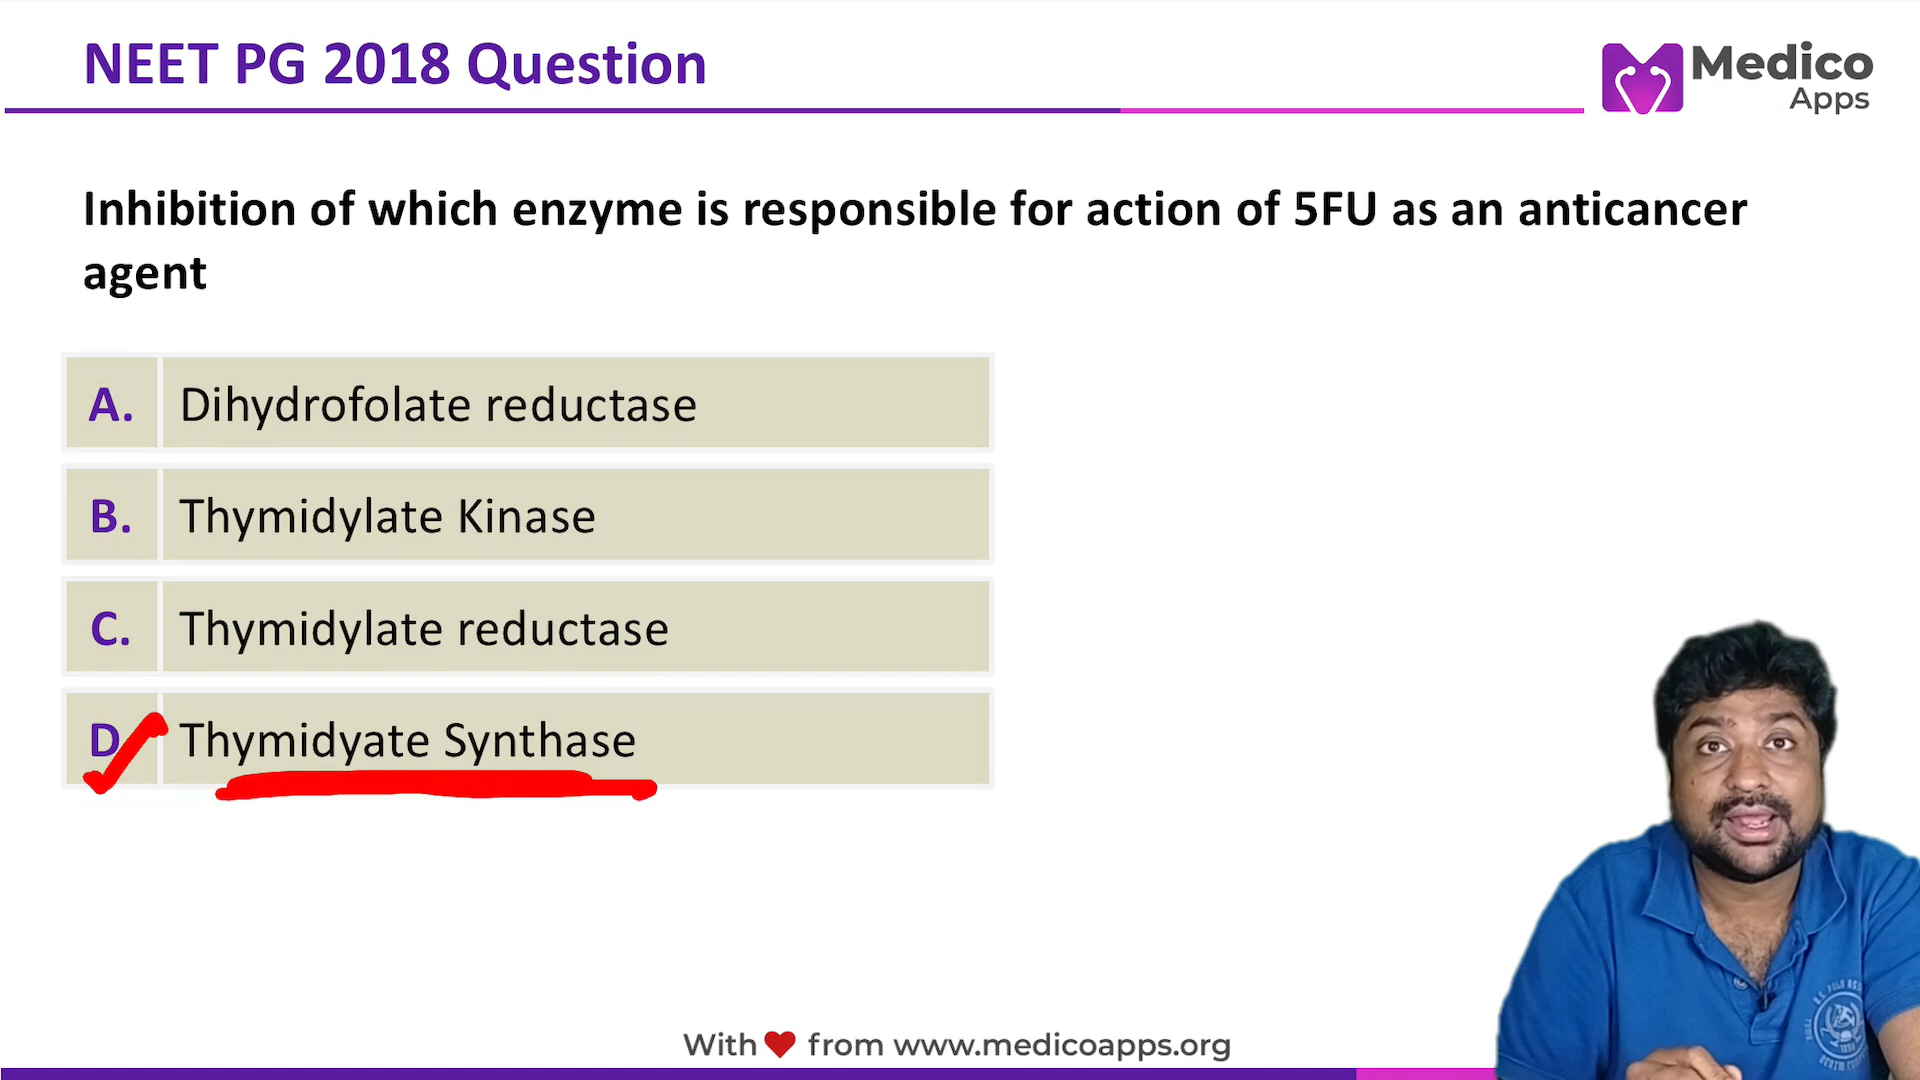 NEET PG 2018 Question
Medico
Apps
Inhibition of which enzyme is responsible for action of 5FU as an anticancer
agent
A. Dihydrofolate reductase
B. Thymidylate Kinase
C. Thymidylate reductase
D. Thymidyate Synthase
With ❤ from www.medicoapps.org